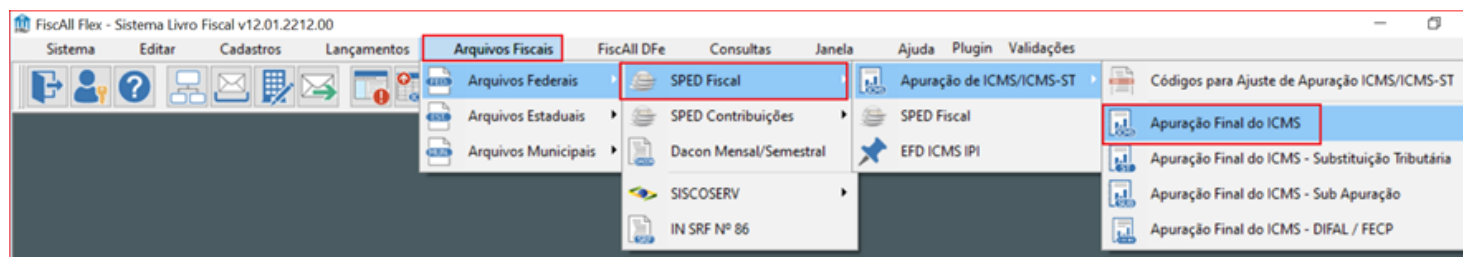 FiscAll Flex - Sistema Livro Fiscal v12.01.2212.00
Sistema Editar Cadastros Lançamentos Arquivos Fiscais FiscAll DFe Consultas Janela Ajuda Plugin Validações
Arquivos Federais SPED Fiscal Apuração de ICMS/ICMS-ST Códigos para Ajuste de Apuração ICMS/ICMS-ST
Arquivos Estaduais SPED Contribuições SPED Fiscal Apuração Final do ICMS
Arquivos Municipais Dacon Mensal/Semestral EFD ICMS IPI Apuração Final do ICMS - Substituição Tributária
SISCOSERV Apuração Final do ICMS - Sub Apuração
IN SRF Nº 86 Apuração Final do ICMS - DIFAL / FECP